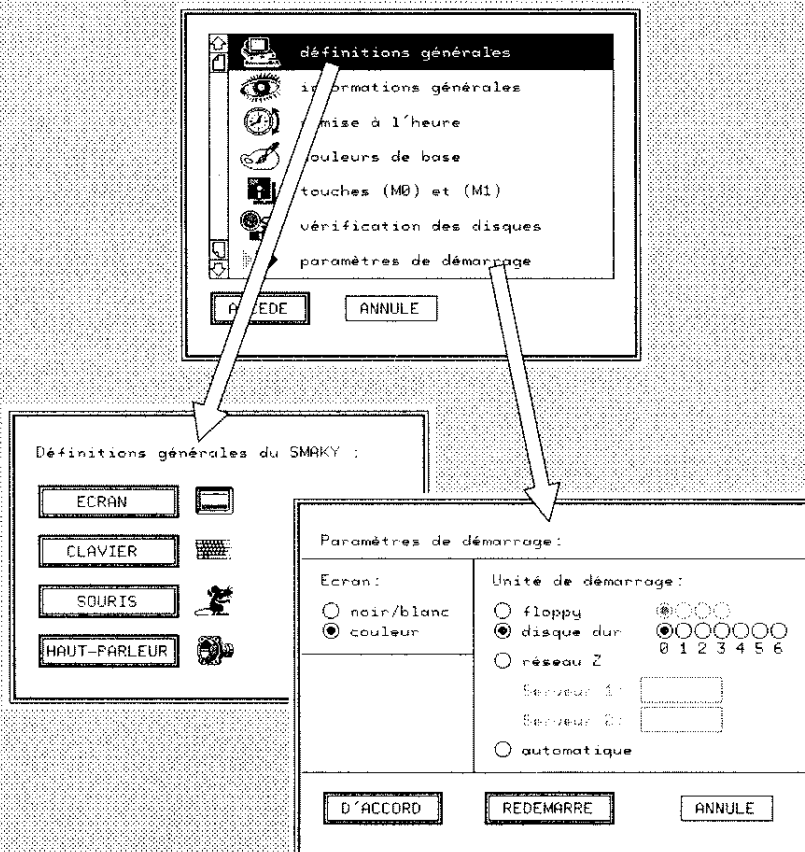 définitions générales
informations générales
remise à l'heure
couleurs de base
touches (M0) et (M1)
vérification des disques
paramètres de démarrage
ACCEDE
ANNULE
Définitions générales du SMAKY :
ECRAN
CLAVIER
SOURIS
HAUT-PARLEUR
Paramètres de démarrage:
Ecran:
noir/blanc
couleur
Unité de démarrage:
floppy
disque dur
0 1 2 3 4 5 6
réseau Z
Serveur 1:
Serveur 2:
automatique
D'ACCORD
REDEMARRE
ANNULE